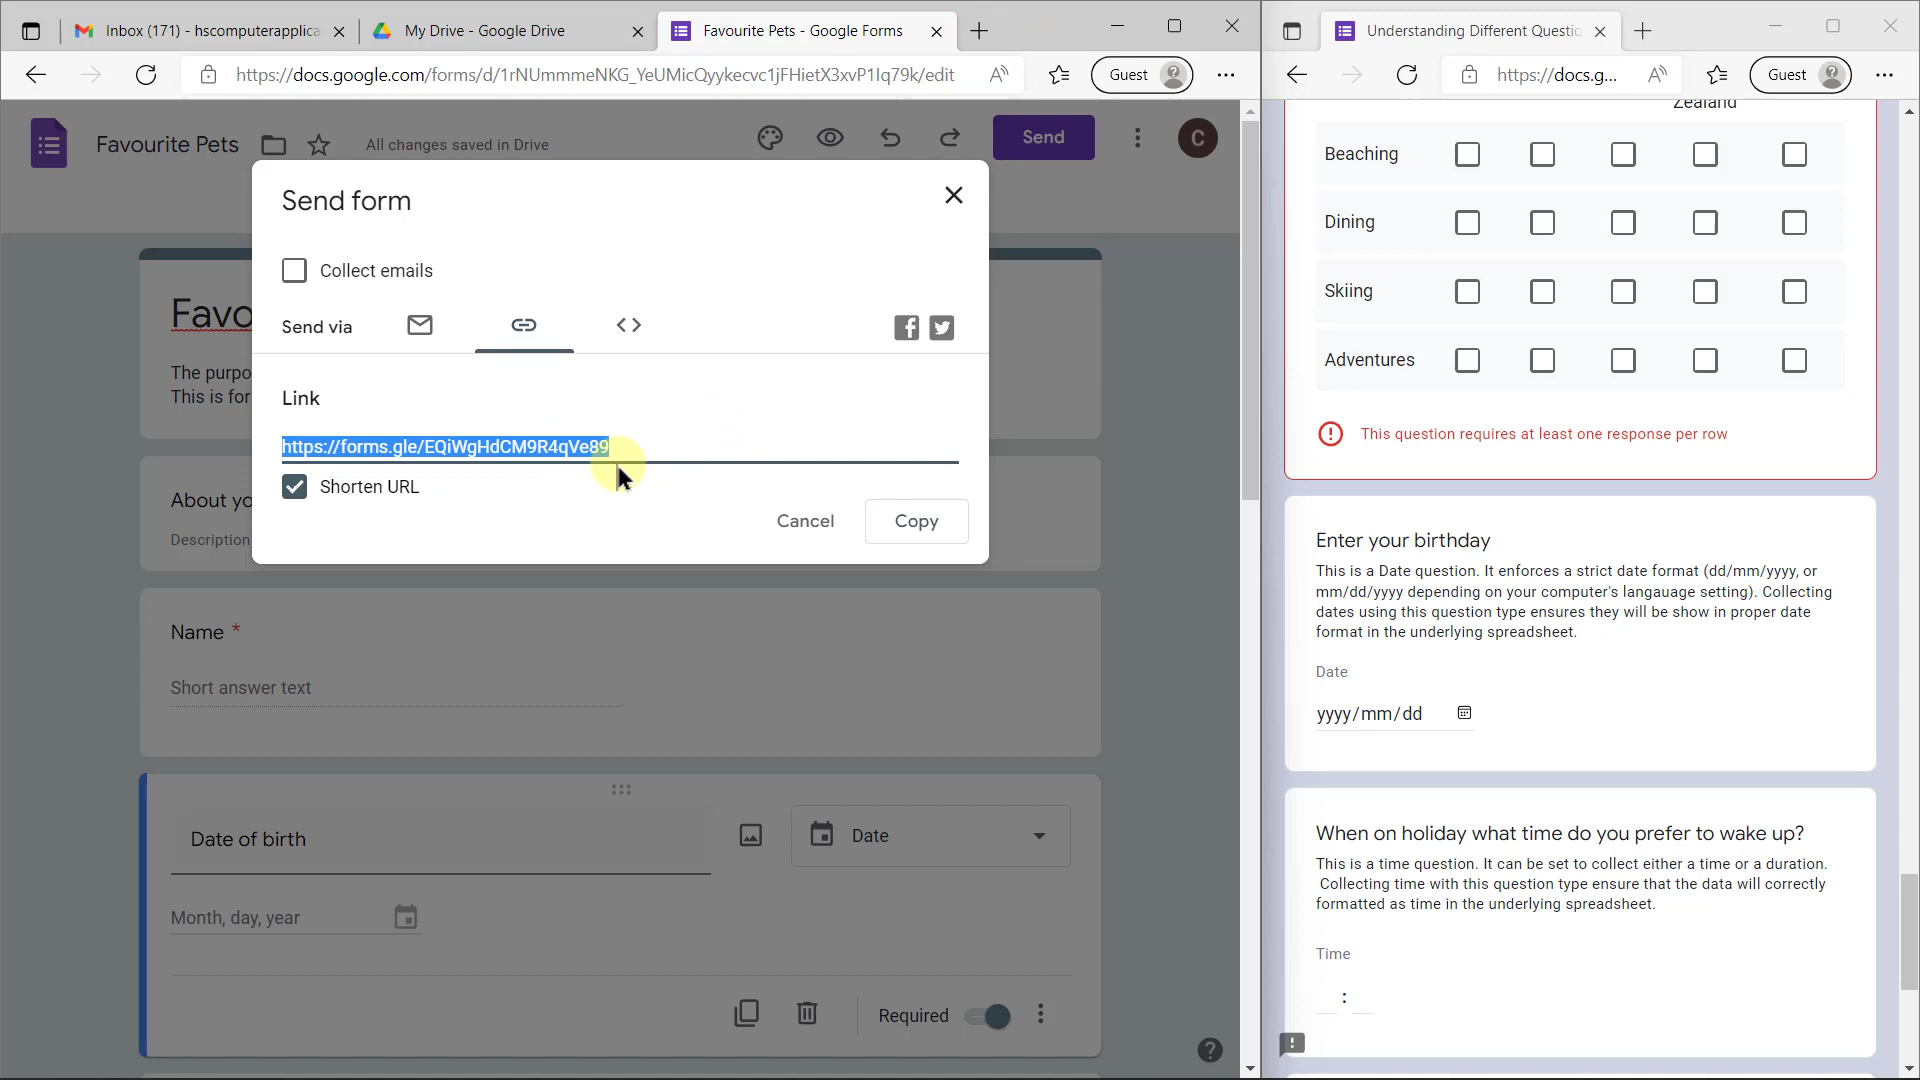 Inbox (171) - hscomputerapplica
My Drive - Google Drive
Favourite Pets - Google Forms
https://docs.google.com/forms/d/1rNUmmmeNKG_YeUMicQyykecvc1jFHietX3xvP1Iq79k/edit
Guest
Favourite Pets
All changes saved in Drive
Send
C
Send form
Collect emails
Send via
Link
https://forms.gle/EQiWgHdCM9R4qVe89
Shorten URL
Cancel
Copy
Favo
The purpo
This is for
About yo
Description
Name *
Short answer text
Date of birth
Date
Month, day, year
Required
Understanding Different Questic
https://docs.g...
Guest
Zealand
Beaching
Dining
Skiing
Adventures
This question requires at least one response per row
Enter your birthday
This is a Date question. It enforces a strict date format (dd/mm/yyyy, or
mm/dd/yyyy depending on your computer's langauage setting). Collecting
dates using this question type ensures they will be show in proper date
format in the underlying spreadsheet.
Date
yyyy/mm/dd
When on holiday what time do you prefer to wake up?
This is a time question. It can be set to collect either a time or a duration.
Collecting time with this question type ensure that the data will correctly
formatted as time in the underlying spreadsheet.
Time
: